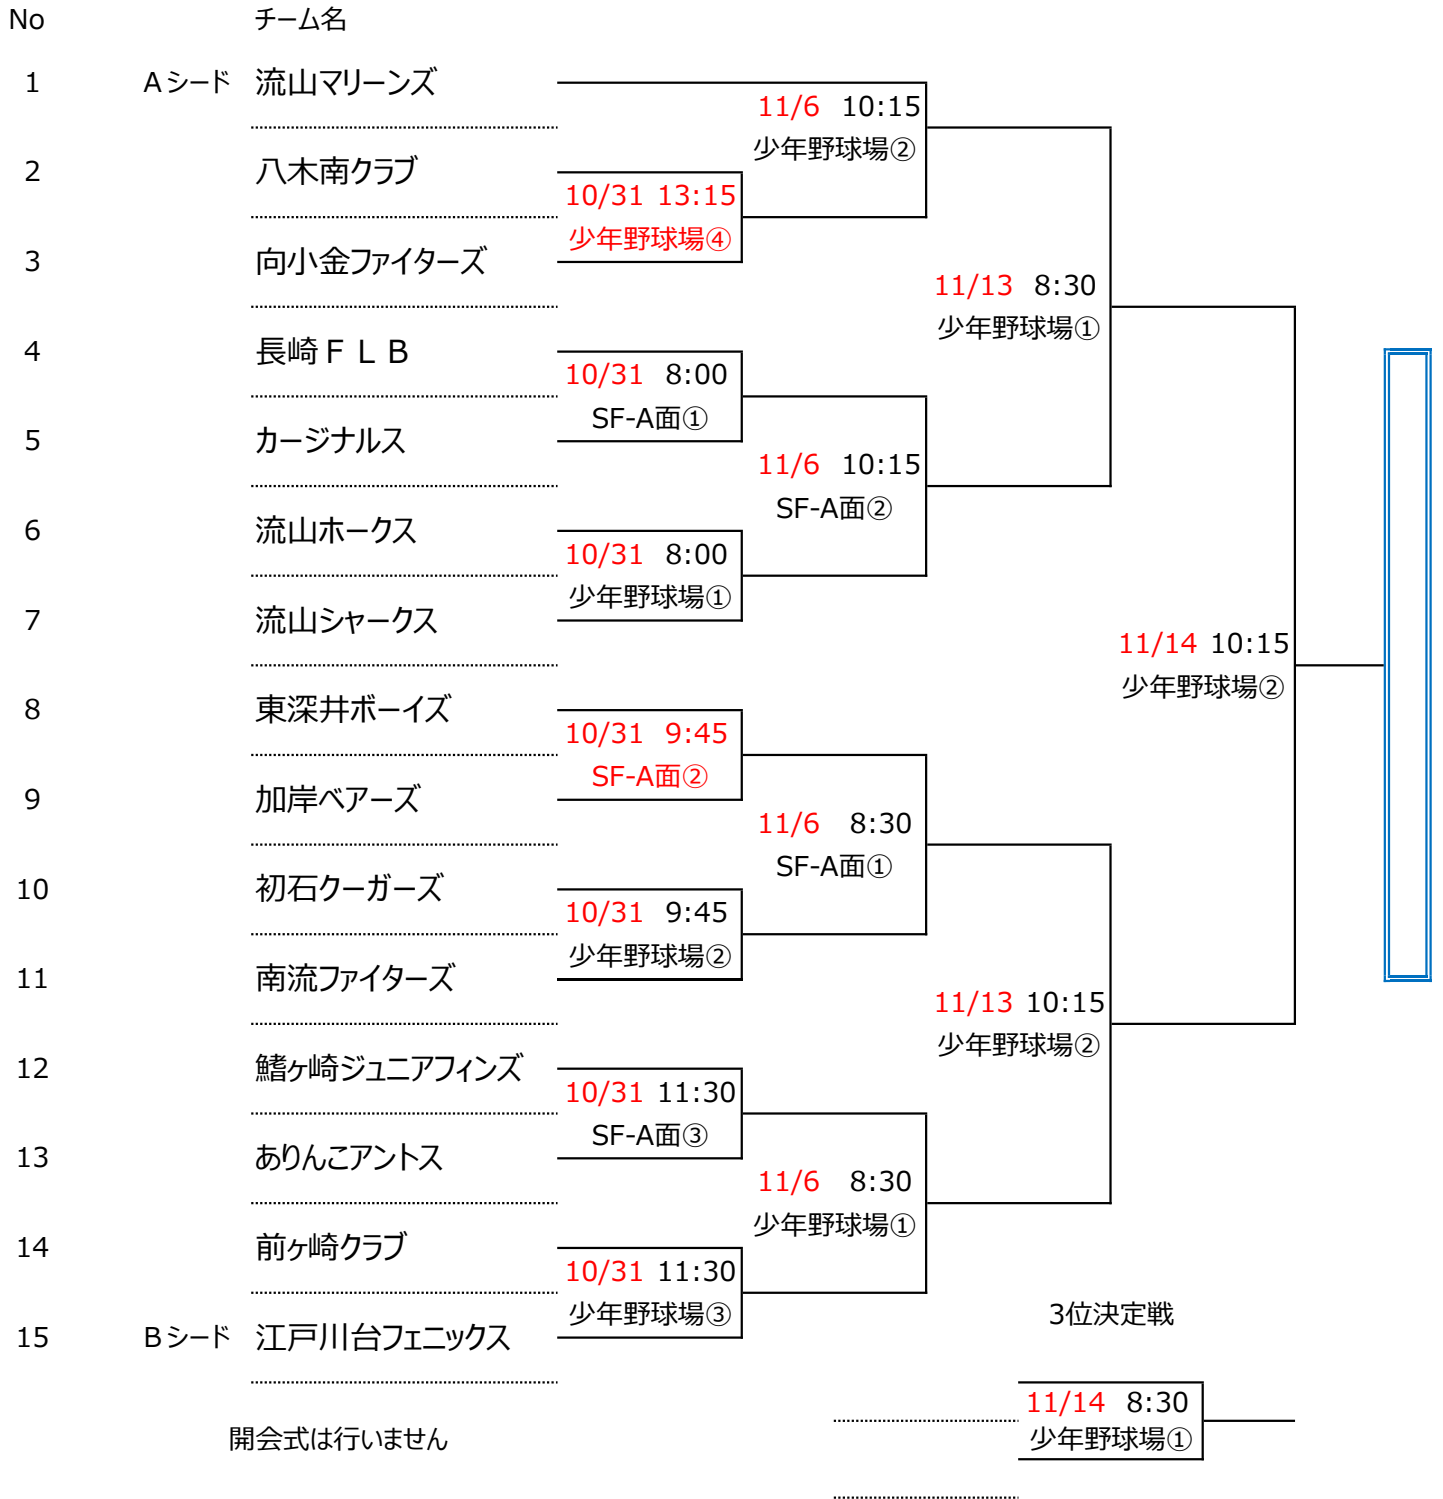 No チーム名
1 Aシード 流山マリーンズ
11/6 10:15
少年野球場②
2 八木南クラブ
10/31 13:15
少年野球場④
3 向小金ファイターズ
11/13 8:30
少年野球場①
4 長崎ＦＬＢ
10/31 8:00
SF-A面①
5 カージナルス
11/6 10:15
SF-A面②
6 流山ホークス
10/31 8:00
少年野球場①
7 流山シャークス
11/14 10:15
少年野球場②
8 東深井ボーイズ
10/31 9:45
SF-A面②
9 加岸ベアーズ
11/6 8:30
SF-A面①
10 初石クーガーズ
10/31 9:45
少年野球場②
11 南流ファイターズ
11/13 10:15
少年野球場②
12 鰭ヶ崎ジュニアフィンズ
10/31 11:30
SF-A面③
13 ありんこアントス
11/6 8:30
少年野球場①
14 前ヶ崎クラブ
10/31 11:30
少年野球場③
3位決定戦
15 Bシード 江戸川台フェニックス
11/14 8:30
少年野球場①
開会式は行いません